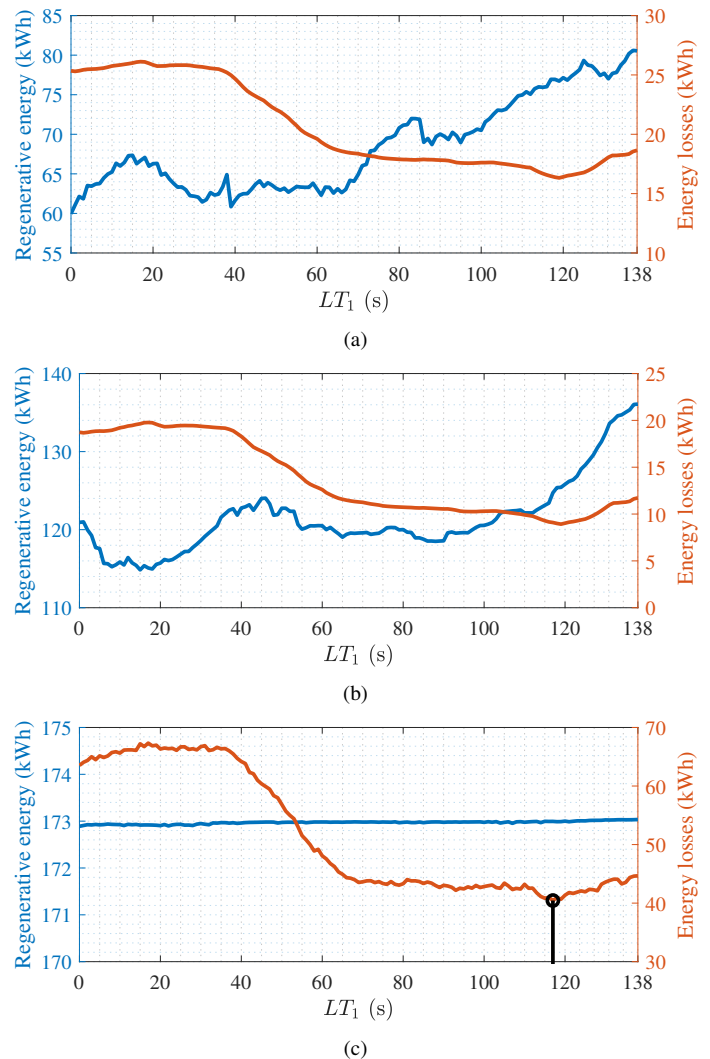 Regenerative energy (kWh)
85
80
75
70
65
60
55
30
25
20
15
10
Energy losses (kWh)
0 20 40 60 80 100 120 138
LT₁ (s)
(a)
Regenerative energy (kWh)
140
130
120
110
25
20
15
10
5
0
Energy losses (kWh)
0 20 40 60 80 100 120 138
LT₁ (s)
(b)
Regenerative energy (kWh)
175
174
173
172
171
170
70
60
50
40
30
Energy losses (kWh)
0 20 40 60 80 100 120 138
LT₁ (s)
(c)